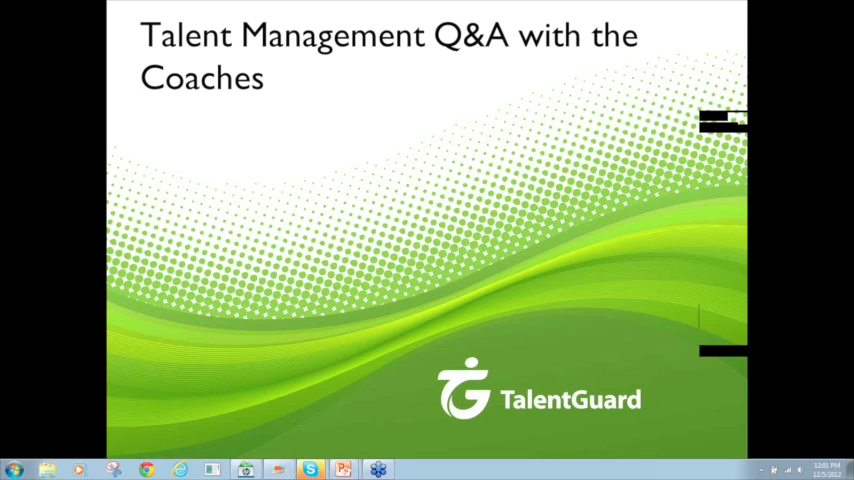 Talent Management Q&A with the
Coaches
TalentGuard
12:01 PM
12/5/2012